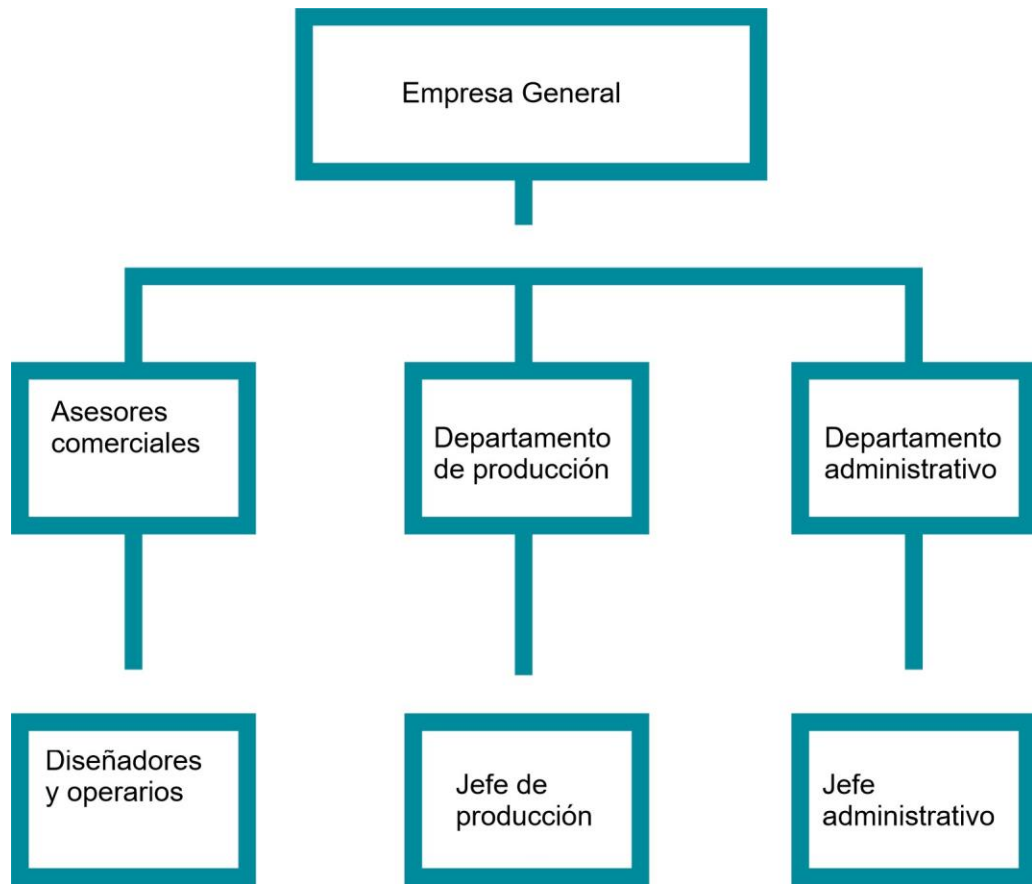 Empresa General
Asesores
comerciales
Departamento
de producción
Departamento
administrativo
Diseñadores
y operarios
Jefe de
producción
Jefe
administrativo